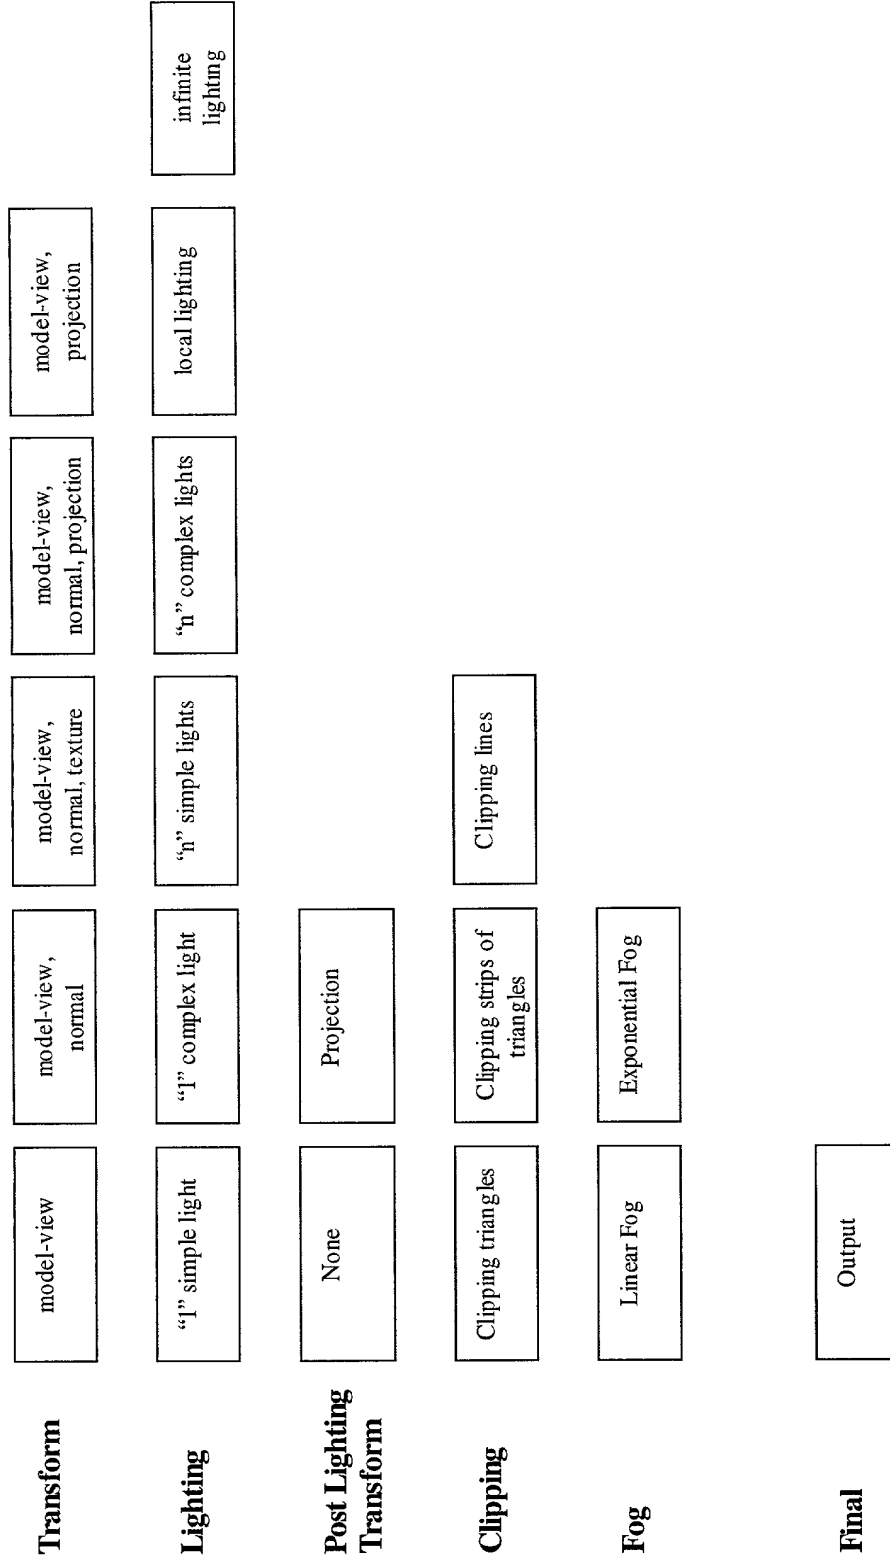 Transform
model-view
model-view,
normal
model-view,
normal, texture
model-view,
normal, projection
model-view,
projection
Lighting
“1” simple light
“1” complex light
“n” simple lights
“n” complex lights
local lighting
infinite
lighting
Post Lighting
Transform
None
Projection
Clipping
Clipping triangles
Clipping strips of
triangles
Clipping lines
Fog
Linear Fog
Exponential Fog
Final
Output